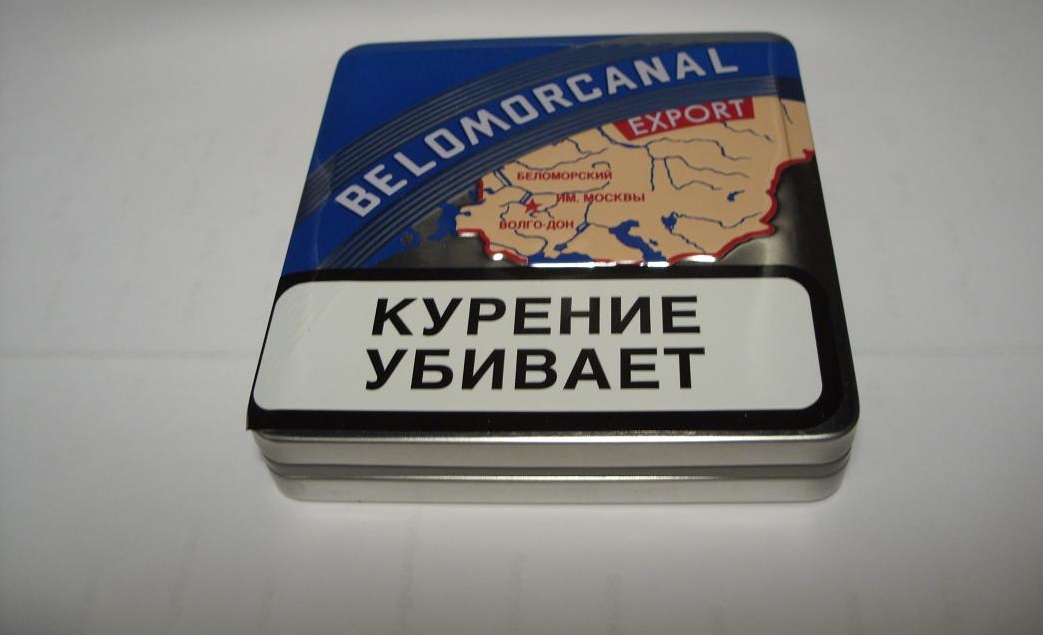 BELOMORCANAL
EXPORT
БЕЛОМОРСКИЙ
ИМ. МОСКВЫ
ВОЛГО-ДОН
КУРЕНИЕ
УБИВАЕТ